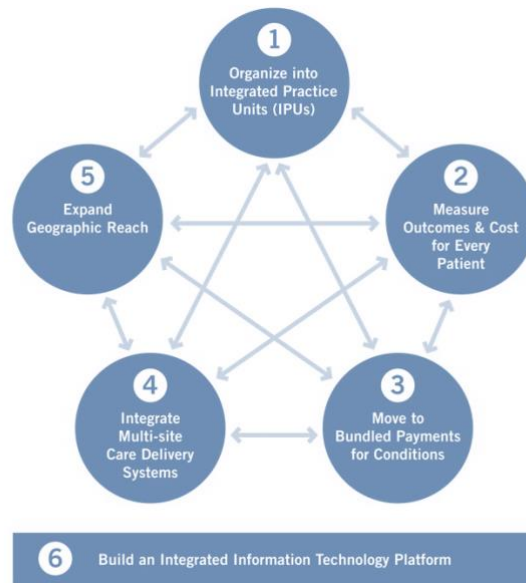 1
Organize into
Integrated Practice
Units (IPUs)
2
Measure
Outcomes & Cost
for Every
Patient
3
Move to
Bundled Payments
for Conditions
4
Integrate
Multi-site
Care Delivery
Systems
5
Expand
Geographic Reach
6 Build an Integrated Information Technology Platform